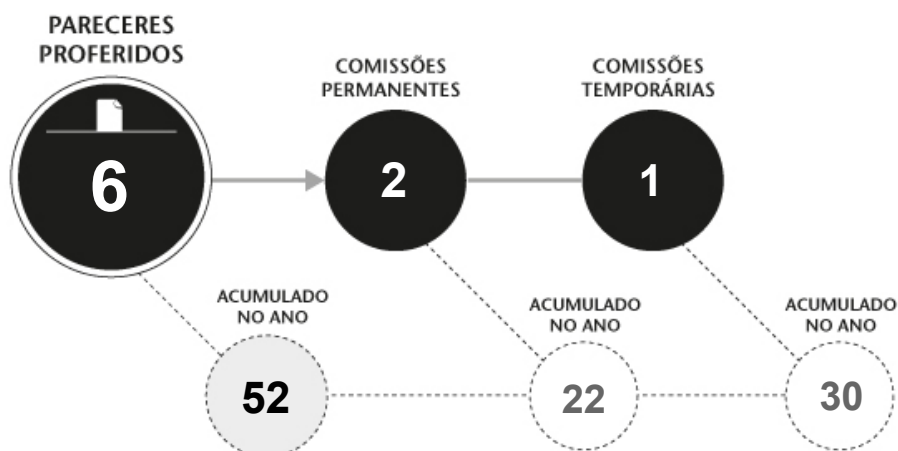 PARECERES
PROFERIDOS
6
COMISSÕES
PERMANENTES
2
COMISSÕES
TEMPORÁRIAS
1
ACUMULADO
NO ANO
52
ACUMULADO
NO ANO
22
ACUMULADO
NO ANO
30